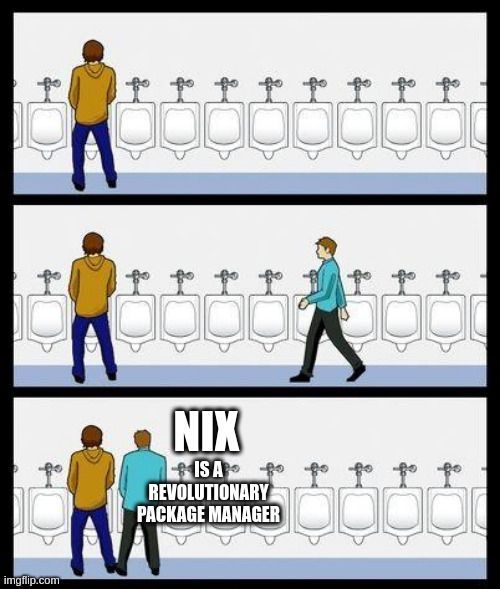 NIX
IS A
REVOLUTIONARY
PACKAGE MANAGER
imgflip.com